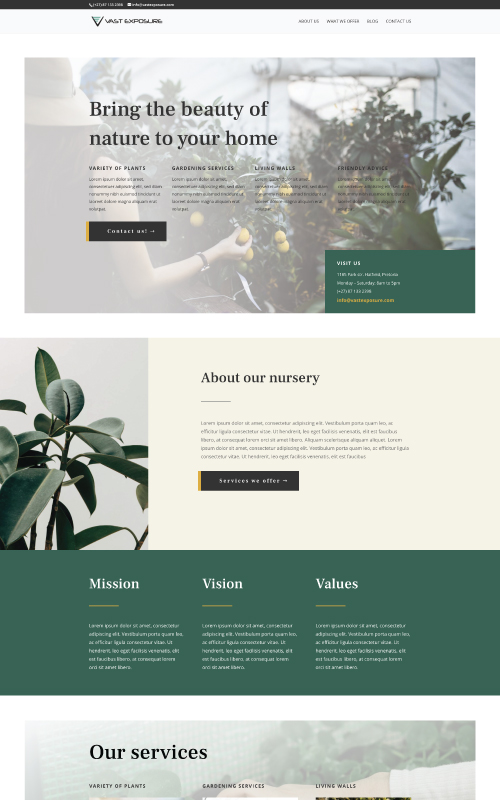 (+27) 87 133 2396 info@vastexposure.com
VAST EXPOSURE
ABOUT US WHAT WE OFFER BLOG CONTACT US
Bring the beauty of
nature to your home
VARIETY OF PLANTS GARDENING SERVICES LIVING WALLS FRIENDLY ADVICE
Lorem ipsum dolor sit amet, Lorem ipsum dolor sit amet, Lorem ipsum dolor sit amet, Lorem ipsum dolor sit amet,
consectetuer adipiscing elit, sed diam consectetuer adipiscing elit, sed diam consectetuer adipiscing elit, sed diam consectetuer adipiscing elit, sed diam
nonummy nibh euismod tincidunt ut nonummy nibh euismod tincidunt ut nonummy nibh euismod tincidunt ut nonummy nibh euismod tincidunt ut
laoreet dolore magna aliquam erat laoreet dolore magna aliquam erat laoreet dolore magna aliquam erat laoreet dolore magna aliquam erat
volutpat. volutpat. volutpat. volutpat.
Contact us! →
VISIT US
1165 Park str. Hatfield, Pretoria
Monday - Saturday: 8am to 5pm
(+27) 87 133 2396
info@vastexposure.com
About our nursery
Lorem ipsum dolor sit amet, consectetur adipiscing elit. Vestibulum porta quam leo, ac
efficitur ligula consectetur vitae. Ut hendrerit, leo eget facilisis venenatis, elit est faucibus
libero, at consequat lorem orci sit amet libero. Aliquam scelerisque aliquam aliquet. Lorem
ipsum dolor sit amet, consectetur adipiscing elit. Vestibulum porta quam leo, ac efficitur ligula
consectetur vitae. Ut hendrerit, leo eget facilisis venenatis, elit est faucibus
Services we offer →
Mission Vision Values
Lorem ipsum dolor sit amet, consectetur Lorem ipsum dolor sit amet, consectetur Lorem ipsum dolor sit amet, consectetur
adipiscing elit. Vestibulum porta quam leo, adipiscing elit. Vestibulum porta quam leo, adipiscing elit. Vestibulum porta quam leo,
ac efficitur ligula consectetur vitae. Ut ac efficitur ligula consectetur vitae. Ut ac efficitur ligula consectetur vitae. Ut
hendrerit, leo eget facilisis venenatis, elit hendrerit, leo eget facilisis venenatis, elit hendrerit, leo eget facilisis venenatis, elit
est faucibus libero, at consequat lorem est faucibus libero, at consequat lorem est faucibus libero, at consequat lorem
orci sit amet libero. orci sit amet libero. orci sit amet libero.
Our services
VARIETY OF PLANTS GARDENING SERVICES LIVING WALLS